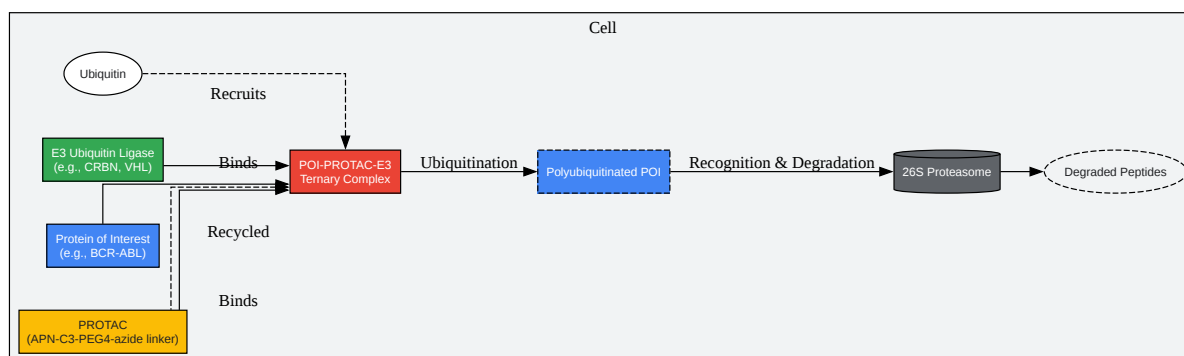 Cell
Ubiquitin
Recruits
E3 Ubiquitin Ligase
(e.g., CRBN, VHL)
Binds
POI-PROTAC-E3
Ternary Complex
Ubiquitination
Polyubiquitinated POI
Recognition & Degradation
26S Proteasome
Degraded Peptides
Protein of Interest
(e.g., BCR-ABL)
Recycled
Binds
PROTAC
(APN-C3-PEG4-azide linker)